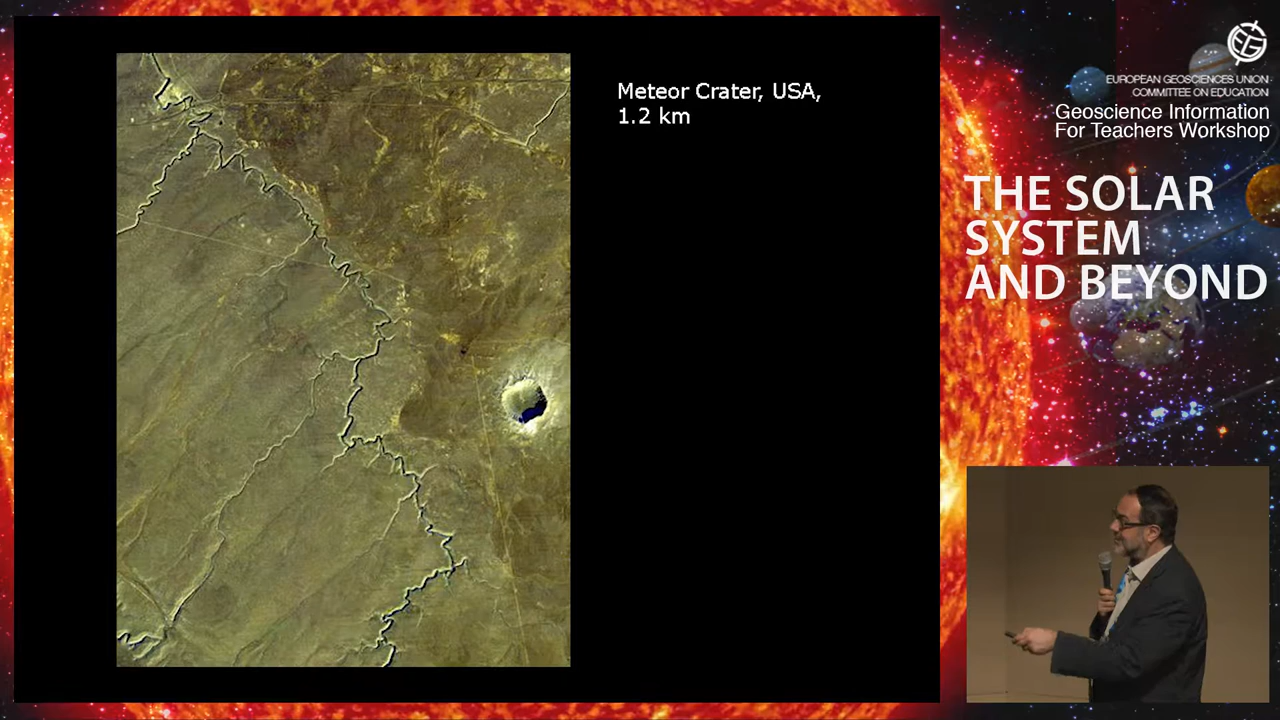 Meteor Crater, USA,
1.2 km
EUROPEAN GEOSCIENCES UNION
COMMITTEE ON EDUCATION
Geoscience Information
For Teachers Workshop
THE SOLAR
SYSTEM
AND BEYOND